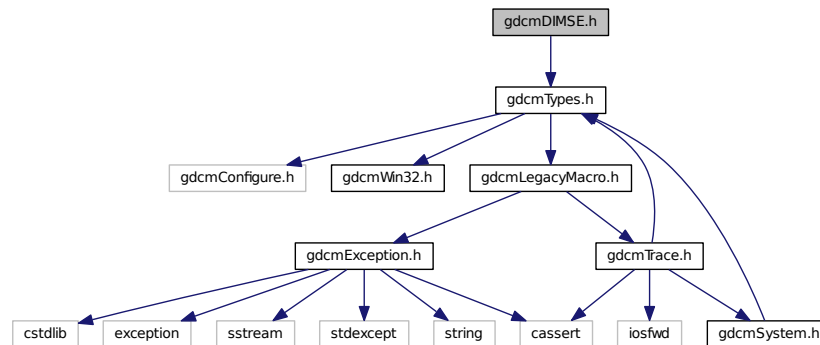 gdcmDIMSE.h
gdcmTypes.h
gdcmConfigure.h
gdcmWin32.h
gdcmLegacyMacro.h
gdcmException.h
gdcmTrace.h
cstdlib
exception
sstream
stdexcept
string
cassert
iosfwd
gdcmSystem.h